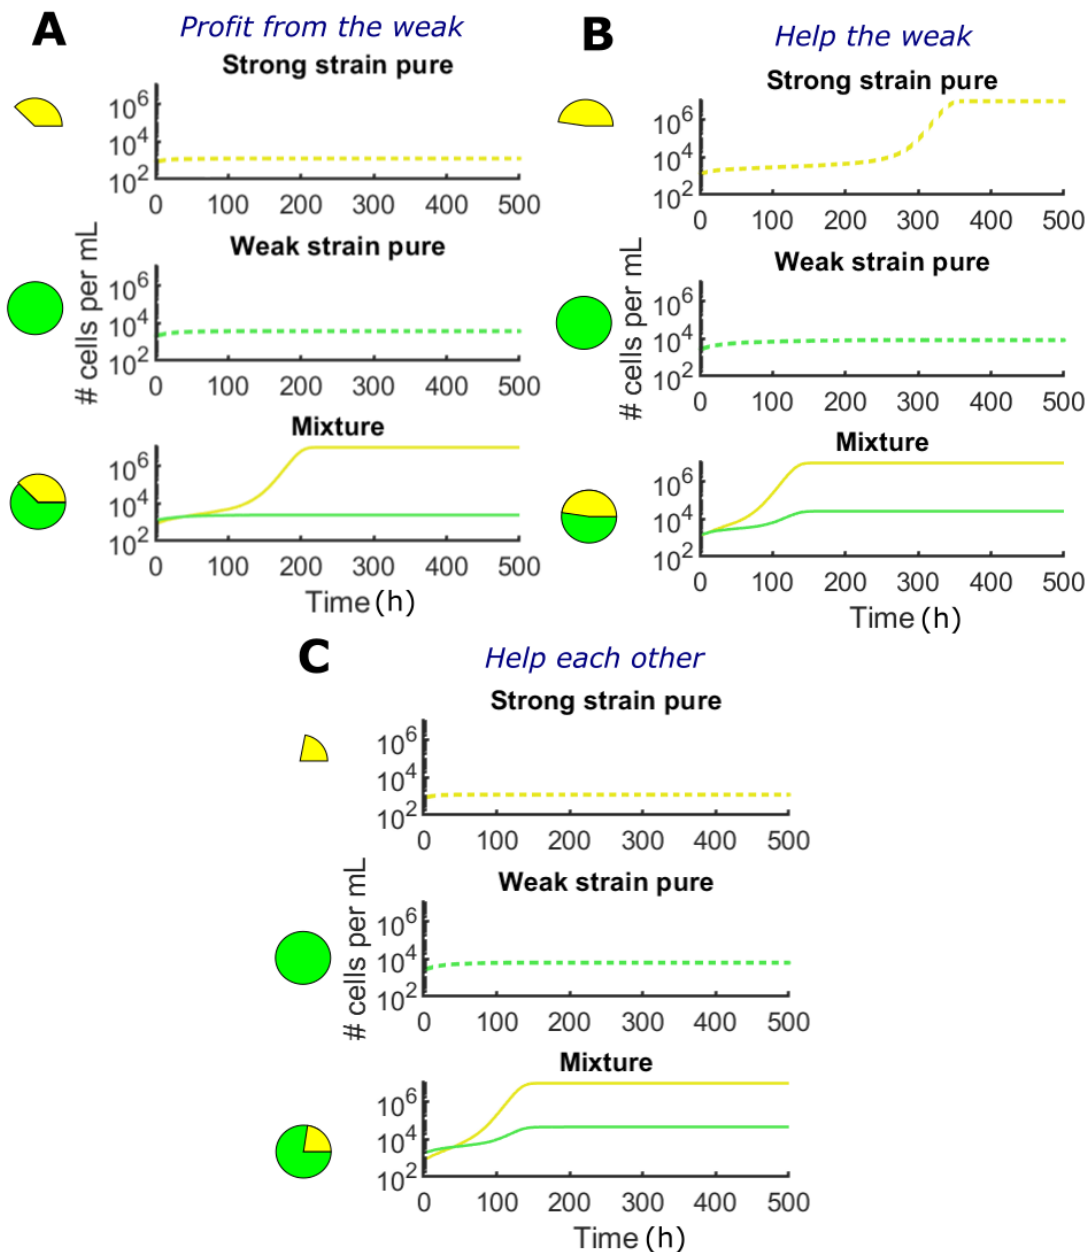 A
Profit from the weak
Strong strain pure
10^6
10^4
10^2
0 100 200 300 400 500
Weak strain pure
10^6
10^4
10^2
0 100 200 300 400 500
# cells per mL
Mixture
10^6
10^4
10^2
0 100 200 300 400 500
Time (h)
B
Help the weak
Strong strain pure
10^6
10^4
10^2
0 100 200 300 400 500
Weak strain pure
10^6
10^4
10^2
0 100 200 300 400 500
# cells per mL
Mixture
10^6
10^4
10^2
0 100 200 300 400 500
Time (h)
C
Help each other
Strong strain pure
10^6
10^4
10^2
0 100 200 300 400 500
Weak strain pure
10^6
10^4
10^2
0 100 200 300 400 500
# cells per mL
Mixture
10^6
10^4
10^2
0 100 200 300 400 500
Time (h)